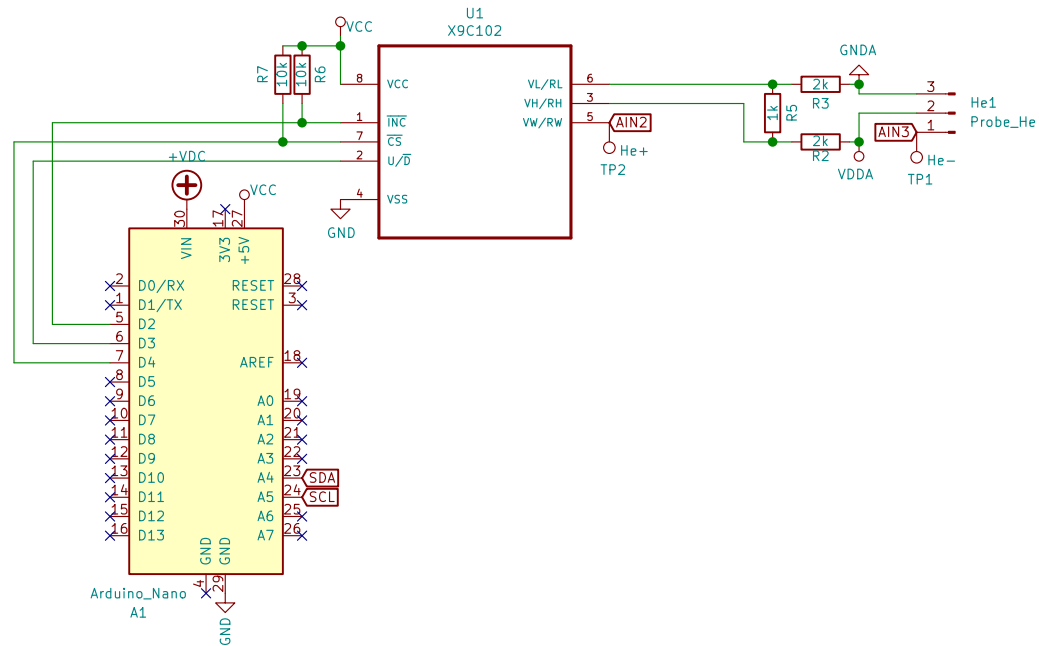 U1
X9C102
VCC
GNDA
R7
10k
10k
R6
8
VCC
VL/RL
6
2k
R3
3
1
INC
VH/RH
3
1k
R5
2
He1
7
CS
VW/RW
5
AIN2
AIN3
1
Probe_He
2
U/D
He+
2k
R2
He-
TP2
VDDA
TP1
4
VSS
GND
+VDC
VCC
30
17
27
VIN
3V3
+5V
2
D0/RX
RESET
28
1
D1/TX
RESET
3
5
D2
6
D3
7
D4
AREF
18
8
D5
9
D6
A0
19
10
D7
A1
20
11
D8
A2
21
12
D9
A3
22
13
D10
A4
23
SDA
14
D11
A5
24
SCL
15
D12
A6
25
16
D13
A7
26
GND
GND
4
29
Arduino_Nano
A1
GND